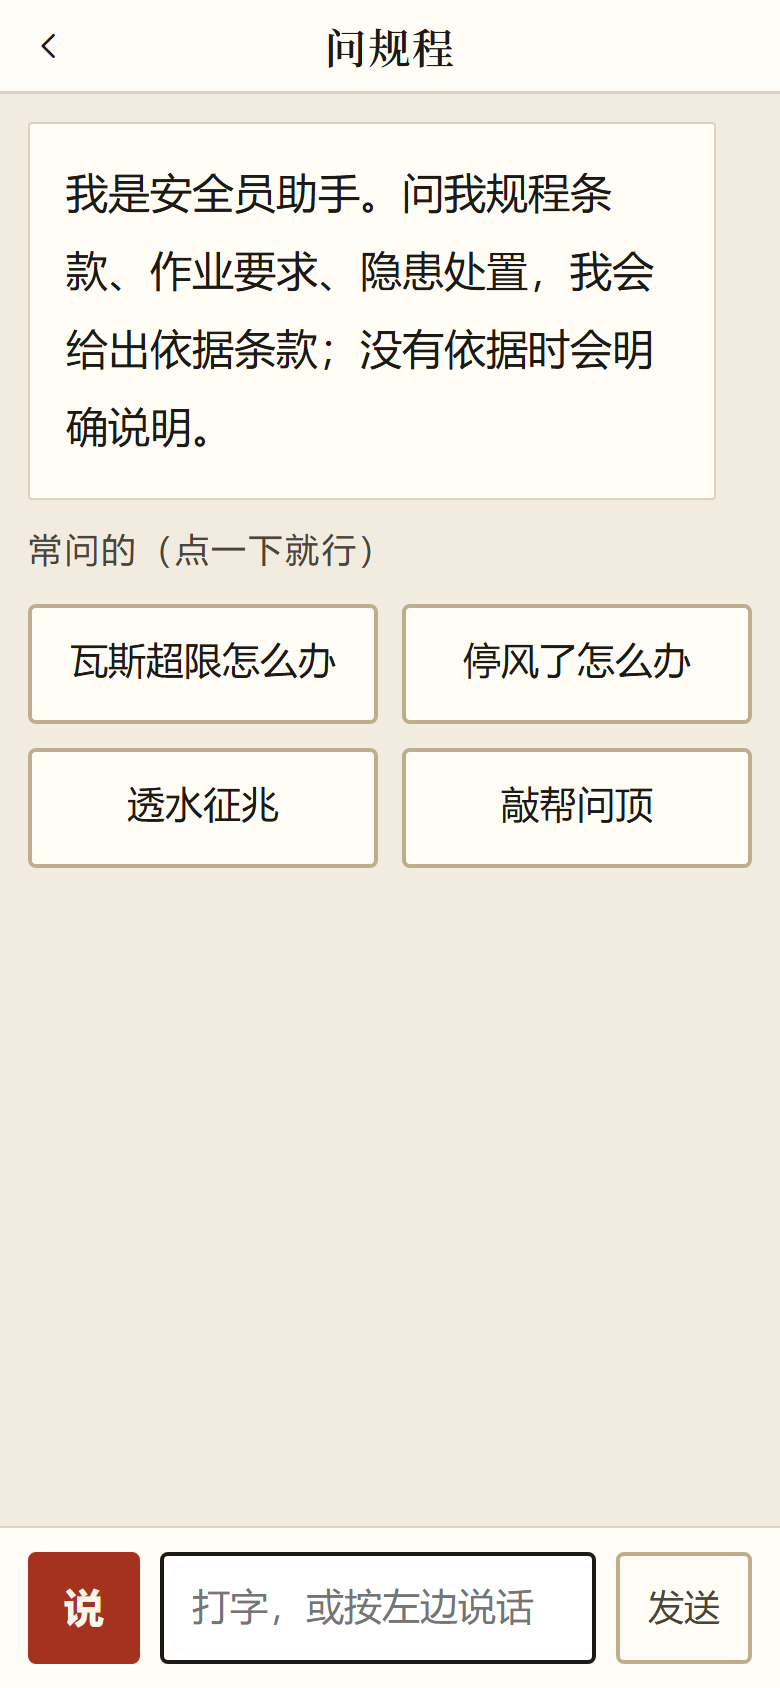 问规程
我是安全员助手。问我规程条
款、作业要求、隐患处置，我会
给出依据条款；没有依据时会明
确说明。
常问的（点一下就行）
瓦斯超限怎么办
停风了怎么办
透水征兆
敲帮问顶
说
打字，或按左边说话
发送